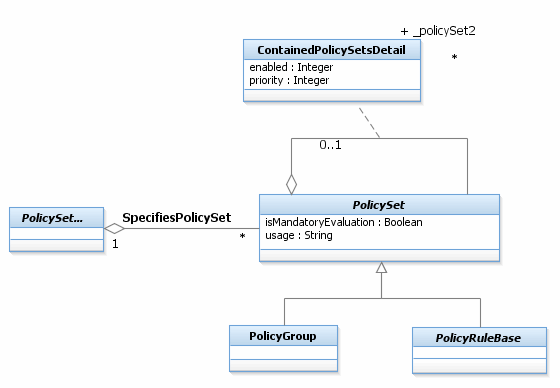 + _policySet2
ContainedPolicySetsDetail
enabled : Integer
priority : Integer
*
0..1
PolicySet
isMandatoryEvaluation : Boolean
usage : String
PolicySet...
SpecifiesPolicySet
1
*
PolicyGroup
PolicyRuleBase